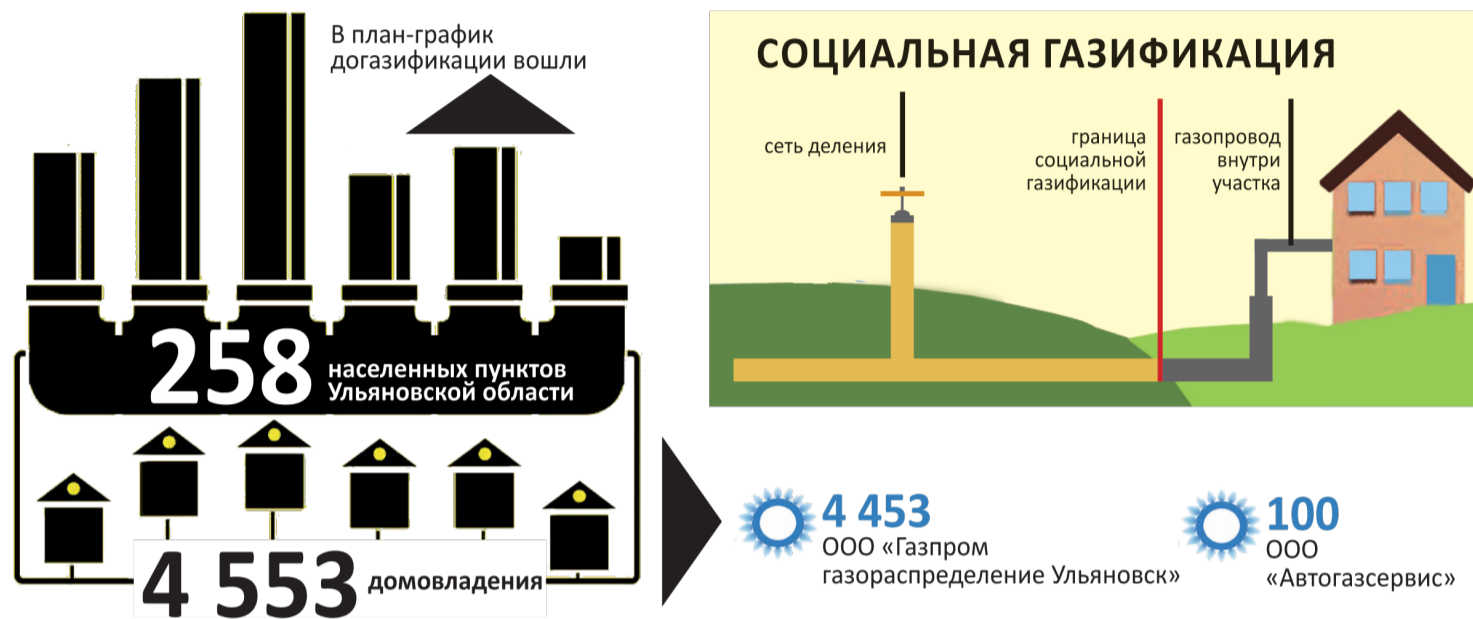 В план-график
догазификации вошли
258
населенных пунктов
Ульяновской области
4 553 домовладения
СОЦИАЛЬНАЯ ГАЗИФИКАЦИЯ
сеть деления
граница
социальной
газификации
газопровод
внутри
участка
4 453
ООО «Газпром
газораспределение Ульяновск»
100
ООО
«Автогазсервис»